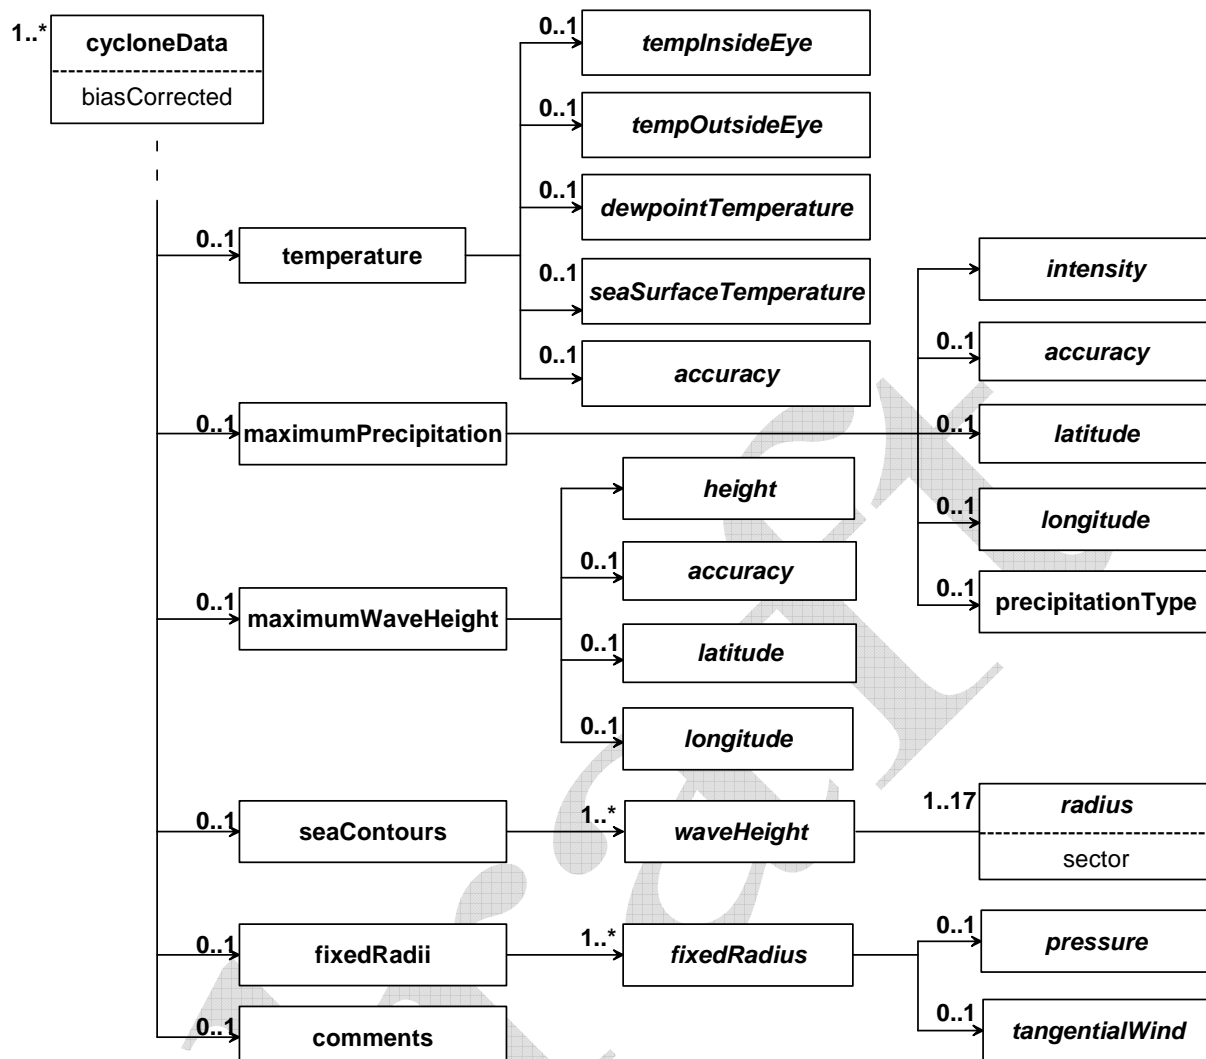 1..*
cycloneData
biasCorrected
0..1
tempInsideEye
0..1
tempOutsideEye
0..1
dewpointTemperature
0..1
temperature
0..1
seaSurfaceTemperature
0..1
accuracy
intensity
0..1
accuracy
0..1
maximumPrecipitation
0..1
latitude
0..1
longitude
0..1
precipitationType
height
0..1
accuracy
0..1
maximumWaveHeight
0..1
latitude
0..1
longitude
0..1
seaContours
1..*
waveHeight
1..17
radius
sector
0..1
fixedRadii
1..*
fixedRadius
0..1
pressure
0..1
tangentialWind
0..1
comments